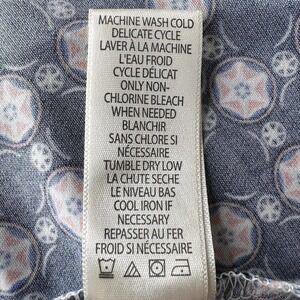 MACHINE WASH COLD
DELICATE CYCLE
LAVER À LA MACHINE
L'EAU FROID
CYCLE DÉLICAT
ONLY NON-
CHLORINE BLEACH
WHEN NEEDED
BLANCHIR
SANS CHLORE SI
NÉCESSAIRE
TUMBLE DRY LOW
LA CHUTE SECHE
LE NIVEAU BAS
COOL IRON IF
NECESSARY
REPASSER AU FER
FROID SI NÉCESSAIRE